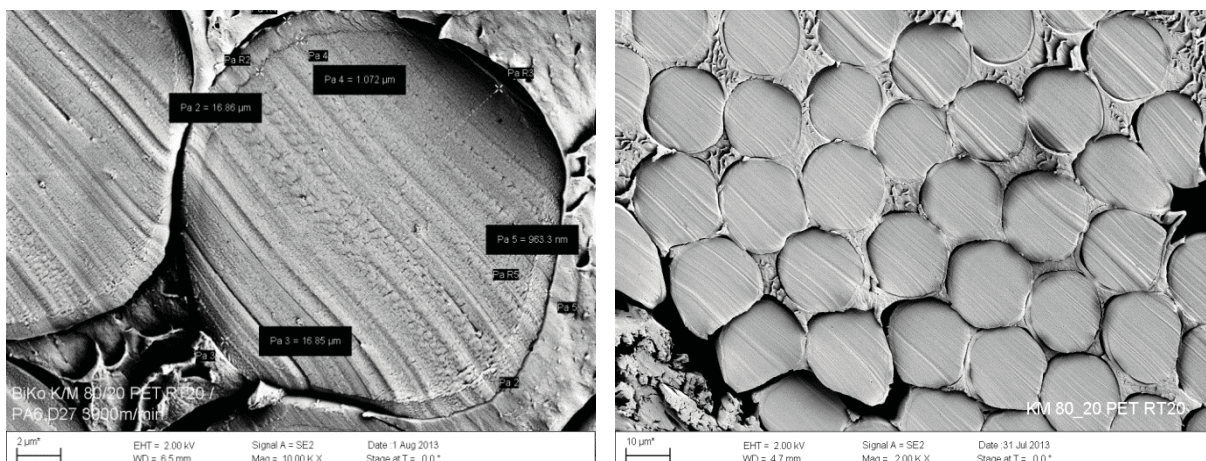 Pa R2
Pa 4
Pa 4 = 1.072 µm
Pa R3
Pa 2 = 16.86 µm
Pa 5 = 963.3 nm
Pa R5
Pa 5
Pa 3 = 16.85 µm
Pa 3
Pa 2
BiKo K/M 80/20 PET RT20 /
PA6.D27 3900m/min
2 µm*
EHT = 2.00 kV
Signal A = SE2
Date :1 Aug 2013
WD = 6.5 mm
Mag = 10.00 K X
Stage at T = 0.0 °
KM 80_20 PET RT20
10 µm*
EHT = 2.00 kV
Signal A = SE2
Date :31 Jul 2013
WD = 4.7 mm
Mag = 2.00 K X
Stage at T = 0.0 °